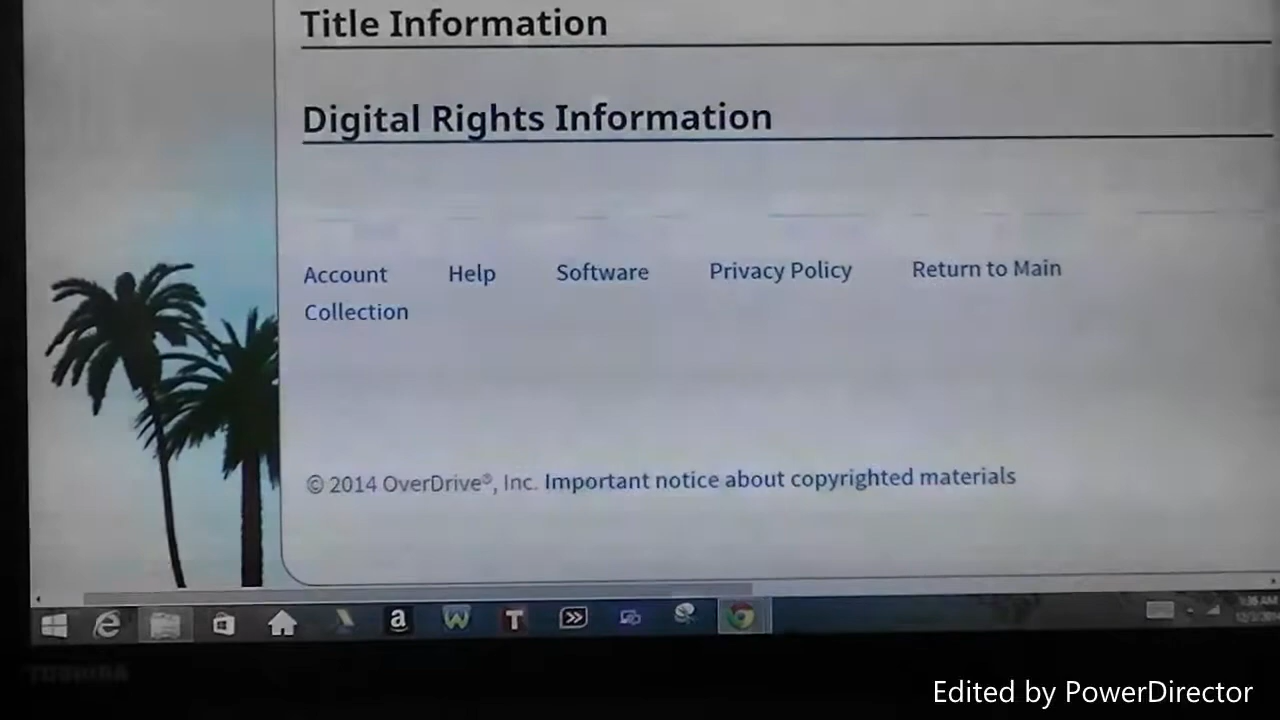 Title Information
Digital Rights Information
Account Help Software Privacy Policy Return to Main
Collection
© 2014 OverDrive®, Inc. Important notice about copyrighted materials
TOSHIBA
Edited by PowerDirector